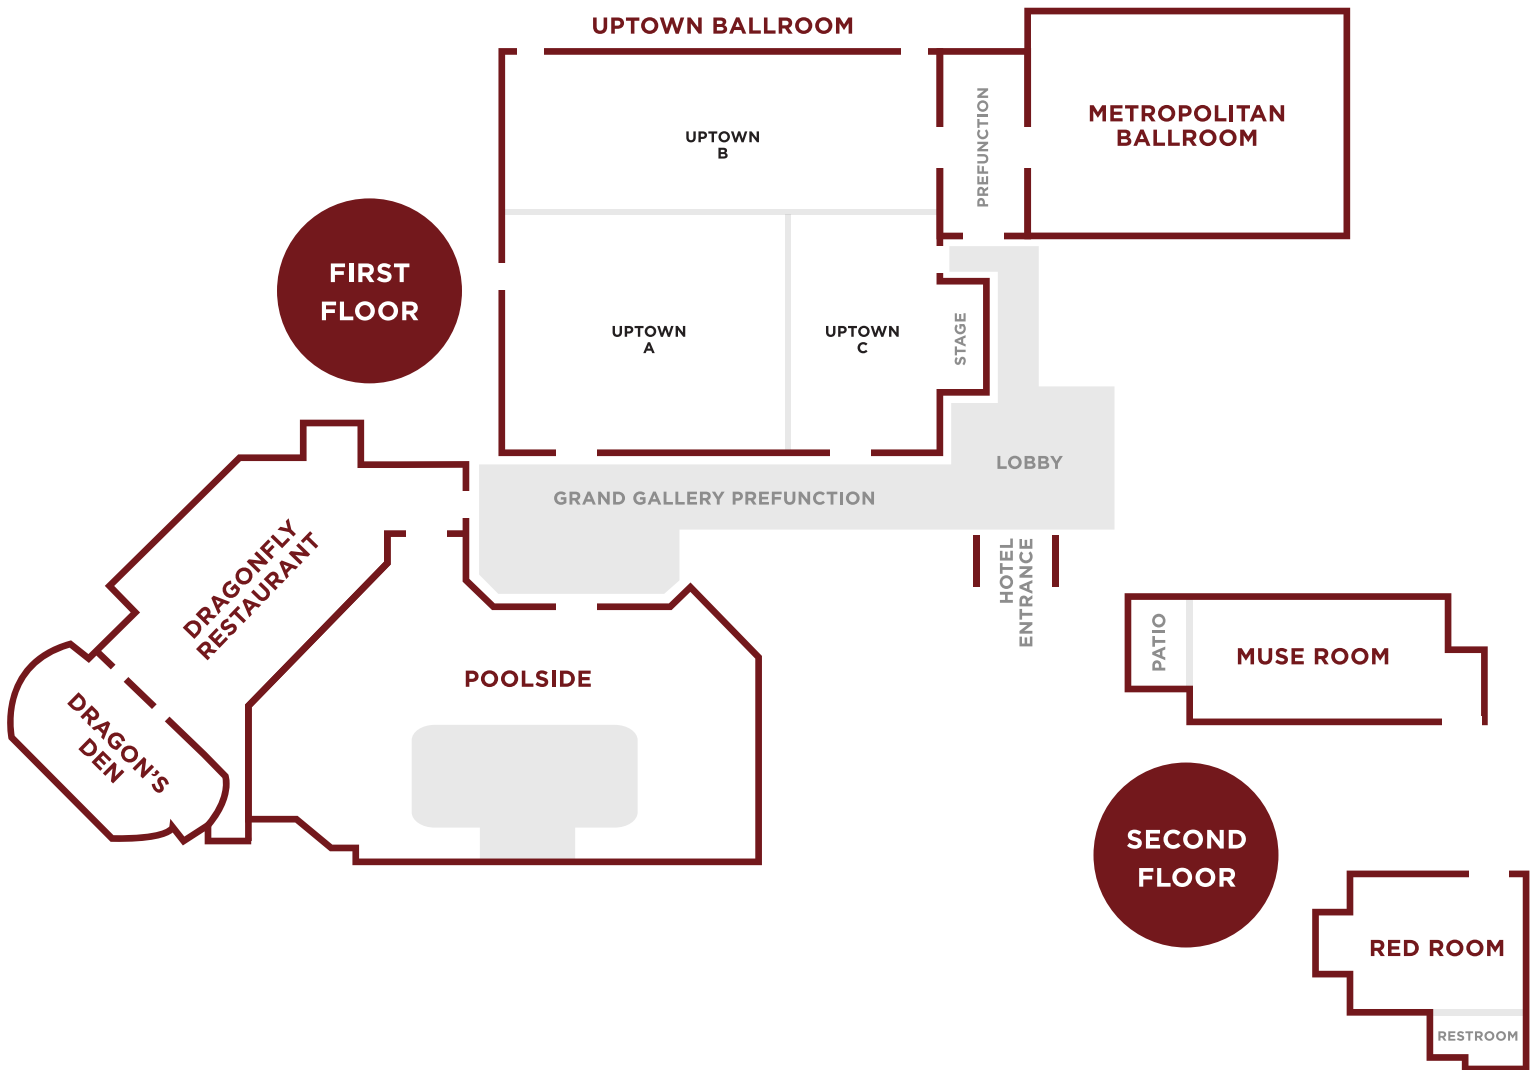 UPTOWN BALLROOM
METROPOLITAN
BALLROOM
UPTOWN
B
PREFUNCTION
FIRST
FLOOR
UPTOWN
A
UPTOWN
C
STAGE
LOBBY
GRAND GALLERY PREFUNCTION
HOTEL
ENTRANCE
DRAGONFLY
RESTAURANT
DRAGON'S
DEN
POOLSIDE
PATIO
MUSE ROOM
SECOND
FLOOR
RED ROOM
RESTROOM